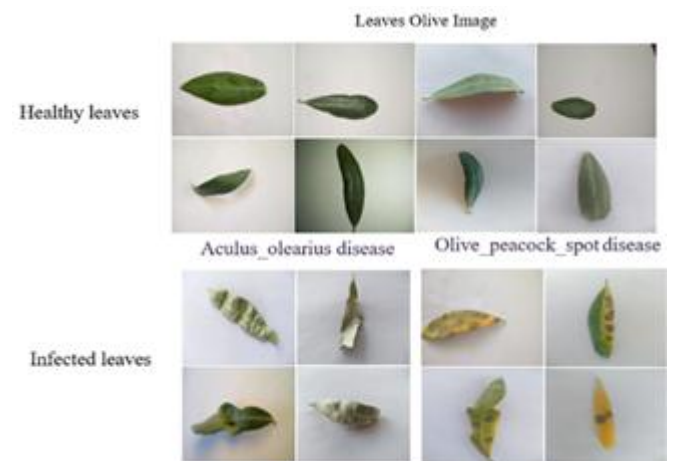 Leaves Olive Image
Healthy leaves
Aculus_olearius disease
Olive_peacock_spot disease
Infected leaves